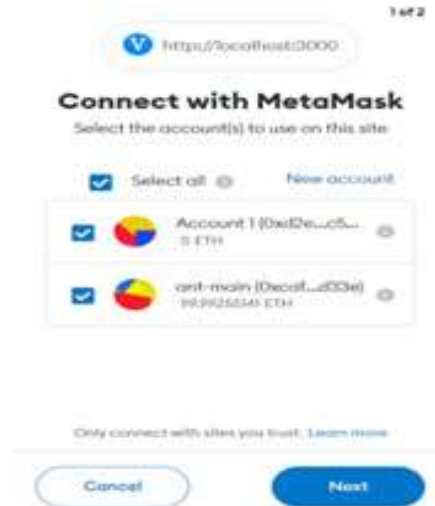 1 of 2
V
http://localhost:3000
Connect with MetaMask
Select the account(s) to use on this site
Select all
New account
Account 1 (0xd2e...c5...
0 ETH
ant-main
ETH
Only connect with sites you trust. Learn more
Cancel
Next